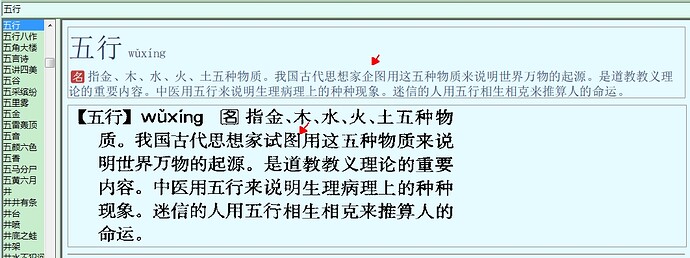 五行
五行
五行八作
五角大楼
五言诗
五讲四美
五谷
五采缤纷
五里雾
五金
五雷轰顶
五音
五颜六色
五香
五马分尸
五黄六月
井
井井有条
井台
井喷
井底之蛙
井架
五行 wǔxíng
名 指金、木、水、火、土五种物质。我国古代思想家企图用这五种物质来说明世界万物的起源。是道教教义理
论的重要内容。中医用五行来说明生理病理上的种种现象。迷信的人用五行相生相克来推算人的命运。
【五行】wǔxíng 名 指金、木、水、火、土五种物
质。我国古代思想家试图用这五种物质来说
明世界万物的起源。是道教教义理论的重要
内容。中医用五行来说明生理病理上的种种
现象。迷信的人用五行相生相克来推算人的
命运。